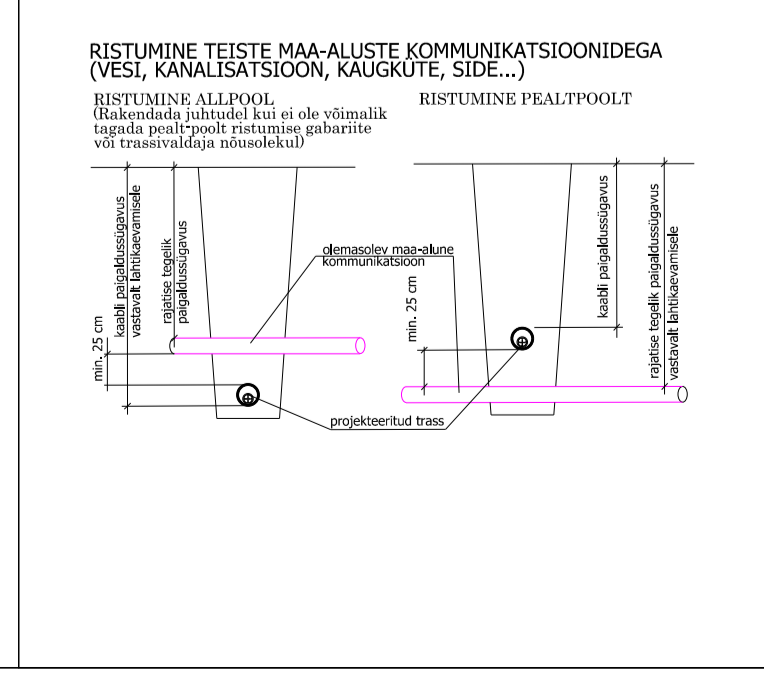 RISTUMINE TEISTE MAA-ALUSTE KOMMUNIKATSIOONIDEGA
(VESI, KANALISATSIOON, KAUGKÜTE, SIDE...)
RISTUMINE ALLPOOL
(Rakendada juhtudel kui ei ole võimalik
tagada pealt-poolt ristumise gabariite
või trassivaldaja nõusolekul)
RISTUMINE PEALTPOOLT
min. 25 cm
kaabli paigaldussügavus
vastavalt lahtikaevamisele
rajatise tegelik
paigaldussügavus
olemasolev maa-alune
kommunikatsioon
projekteeritud trass
min. 25 cm
kaabli paigaldussügavus
rajatise tegelik paigaldussügavus
vastavalt lahtikaevamisele